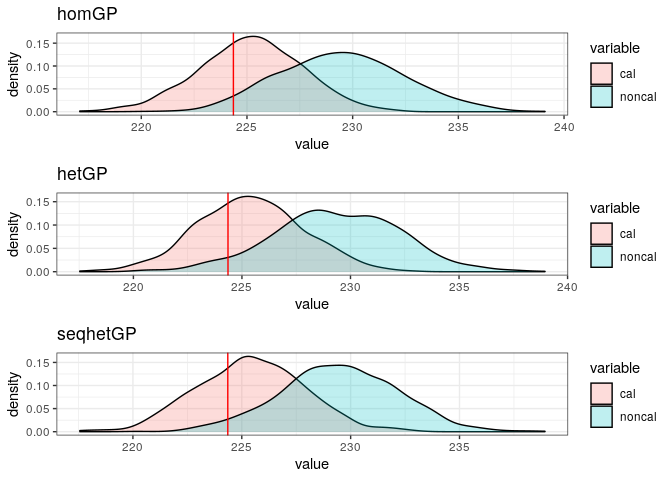 homGP
0.15
0.10
0.05
0.00
density
220
225
230
235
240
value
variable
cal
noncal
hetGP
0.15
0.10
0.05
0.00
density
220
225
230
235
240
value
variable
cal
noncal
seqhetGP
0.15
0.10
0.05
0.00
density
220
225
230
235
value
variable
cal
noncal